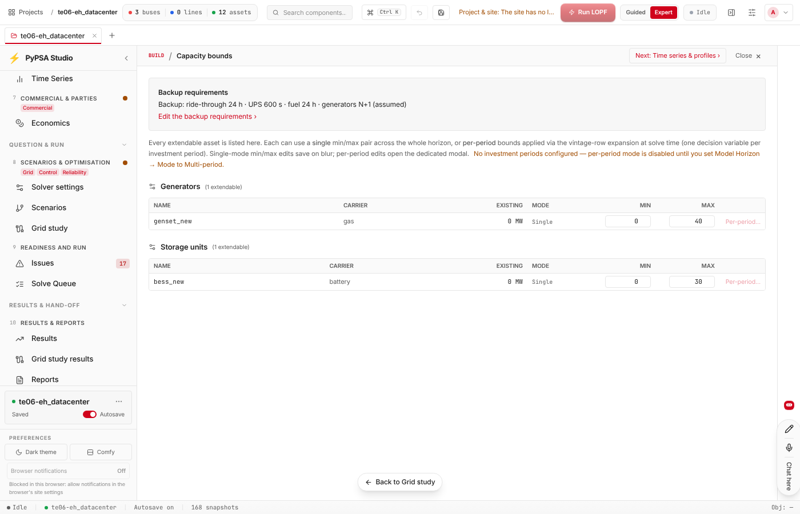 Projects / te06-eh_datacenter 3 buses 0 lines 12 assets Search components... Ctrl K Project & site: The site has no l... Run LOPF Guided Expert Idle A
te06-eh_datacenter
PyPSA Studio
Time Series
7 COMMERCIAL & PARTIES
Commercial
Economics
QUESTION & RUN
8 SCENARIOS & OPTIMISATION
Grid Control Reliability
Solver settings
Scenarios
Grid study
9 READINESS AND RUN
Issues 17
Solve Queue
RESULTS & HAND-OFF
10 RESULTS & REPORTS
Results
Grid study results
Reports
te06-eh_datacenter
Saved Autosave
PREFERENCES
Dark theme Comfy
Browser notifications Off
Blocked in this browser: allow notifications in the
browser's site settings
BUILD / Capacity bounds Next: Time series & profiles › Close
Backup requirements
Backup: ride-through 24 h · UPS 600 s · fuel 24 h · generators N+1 (assumed)
Edit the backup requirements ›
Every extendable asset is listed here. Each can use a single min/max pair across the whole horizon, or per-period bounds applied via the vintage-row expansion at solve time (one decision variable per
investment period). Single-mode min/max edits save on blur; per-period edits open the dedicated modal. No investment periods configured — per-period mode is disabled until you set Model Horizon
→ Mode to Multi-period.
Generators (1 extendable)
NAME CARRIER EXISTING MODE MIN MAX
genset_new gas 0 MW Single 0 40 Per-period...
Storage units (1 extendable)
NAME CARRIER EXISTING MODE MIN MAX
bess_new battery 0 MW Single 0 30 Per-period...
Back to Grid study
Chat here
Idle te06-eh_datacenter Autosave on 168 snapshots Obj: —